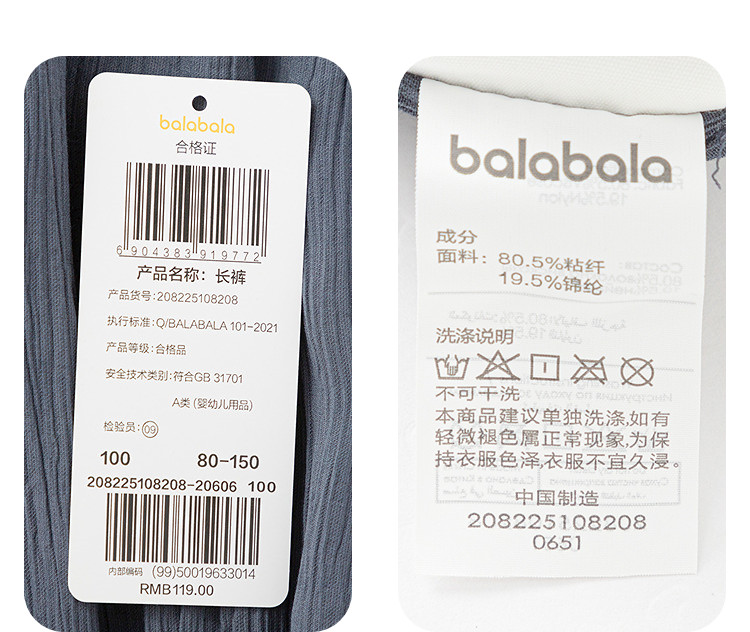 balabala
合格证
6 904383 919772
产品名称：长裤
产品货号:208225108208
执行标准:Q/BALABALA 101-2021
产品等级:合格品
安全技术类别:符合GB 31701
A类 (婴幼儿用品)
检验员:09
100 80-150
208225108208-20606 100
内部编码 (99)50019633014
RMB119.00
balabala
成分
面料： 80.5%粘纤
19.5%锦纶
洗涤说明
不可干洗
本商品建议单独洗涤,如有
轻微褪色属正常现象,为保
持衣服色泽,衣服不宜久浸。
中国制造
208225108208
0651